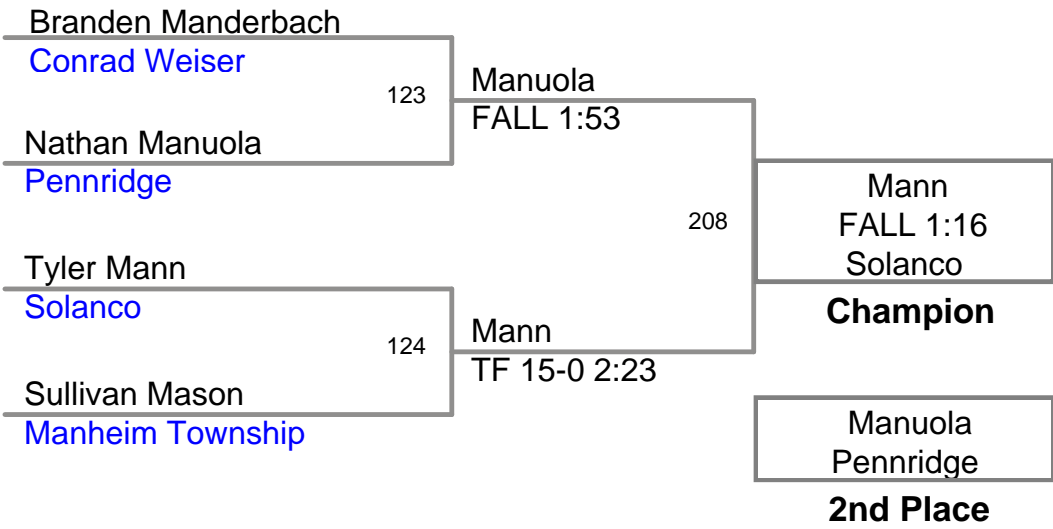 Branden Manderbach
Conrad Weiser
123
Manuola
FALL 1:53
Nathan Manuola
Pennridge
208
Mann
FALL 1:16
Solanco
Champion
Tyler Mann
Solanco
124
Mann
TF 15-0 2:23
Sullivan Mason
Manheim Township
Manuola
Pennridge
2nd Place